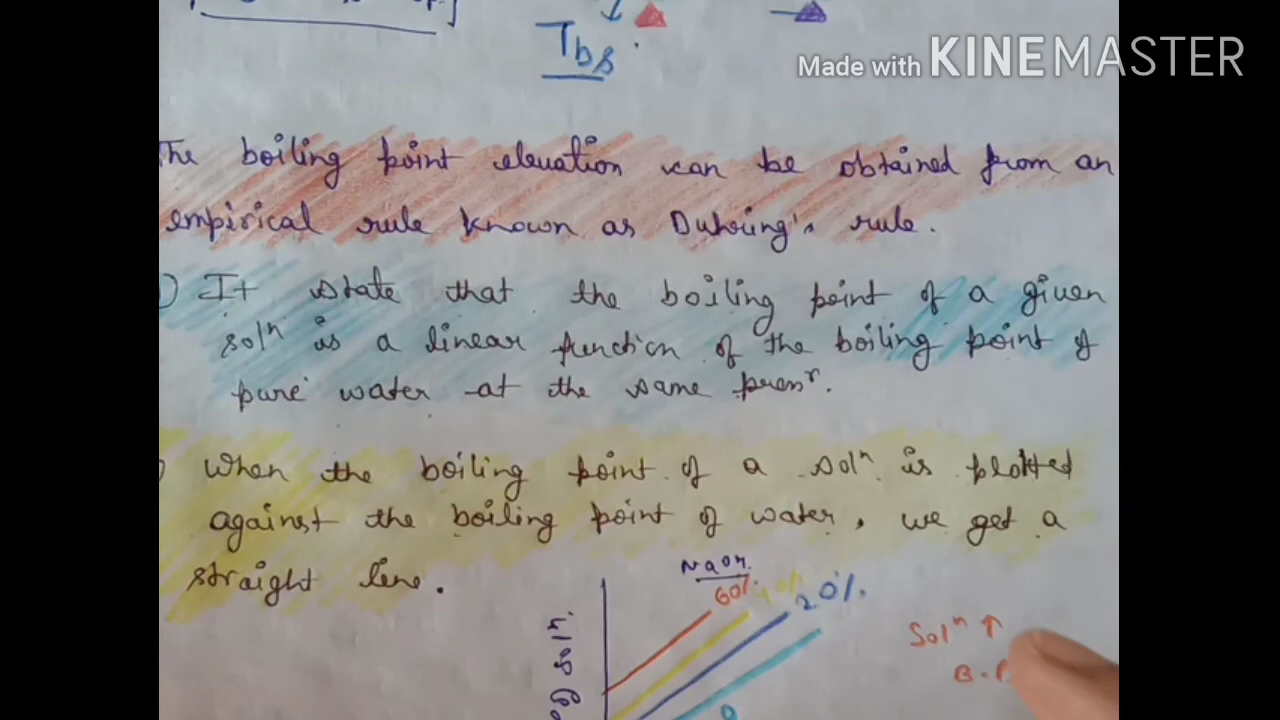 Tbs
Made with KINEMASTER
The boiling point elevation can be obtained from an
empirical rule known as Duhring's rule.
) It state that the boiling point of a given
solⁿ is a linear function of the boiling point of
pure water at the same presrʳ.
) When the boiling point of a solⁿ is plotted
against the boiling point of water, we get a
straight line.
NaOH.
60%.
20%.
solⁿ.
Solⁿ ↑
B.P